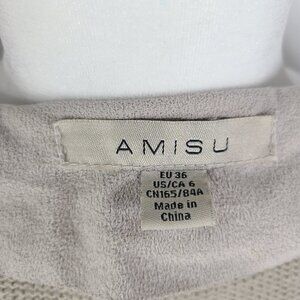 AMISU
EU 36
US/CA 6
CN165/84A
Made in
China